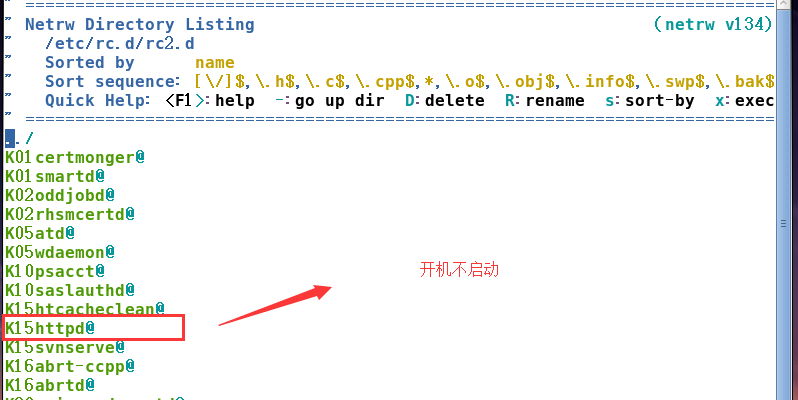 " ============================================================================
" Netrw Directory Listing (netrw v134)
"   /etc/rc.d/rc2.d
"   Sorted by      name
"   Sort sequence: [\/]$,\.h$,\.c$,\.cpp$,*,\.o$,\.obj$,\.info$,\.swp$,\.bak$
"   Quick Help: <F1>:help  -:go up dir  D:delete  R:rename  s:sort-by  x:exec
" ============================================================================
../
K01certmonger@
K01smartd@
K02oddjobd@
K02rhsmcertd@
K05atd@
K05wdaemon@
K10psacct@
开机不启动
K10saslauthd@
K15htcacheclean@
K15httpd@
K15svnserve@
K16abrt-ccpp@
K16abrtd@